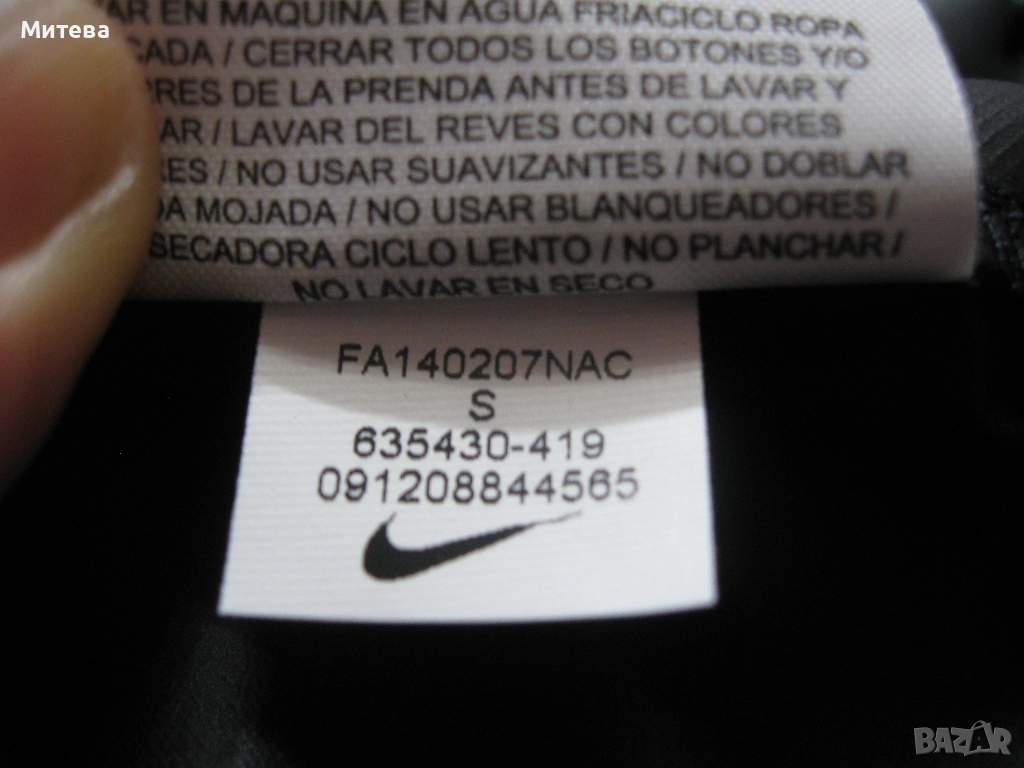 Митева
AR EN MAQUINA EN AGUA FRIACICLO ROPA
CADA / CERRAR TODOS LOS BOTONES Y/O
RRES DE LA PRENDA ANTES DE LAVAR Y
AR / LAVAR DEL REVES CON COLORES
RES / NO USAR SUAVIZANTES / NO DOBLAR
DA MOJADA / NO USAR BLANQUEADORES /
SECADORA CICLO LENTO / NO PLANCHAR /
NO LAVAR EN SECO
FA140207NAC
S
635430-419
091208844565
BAZAR